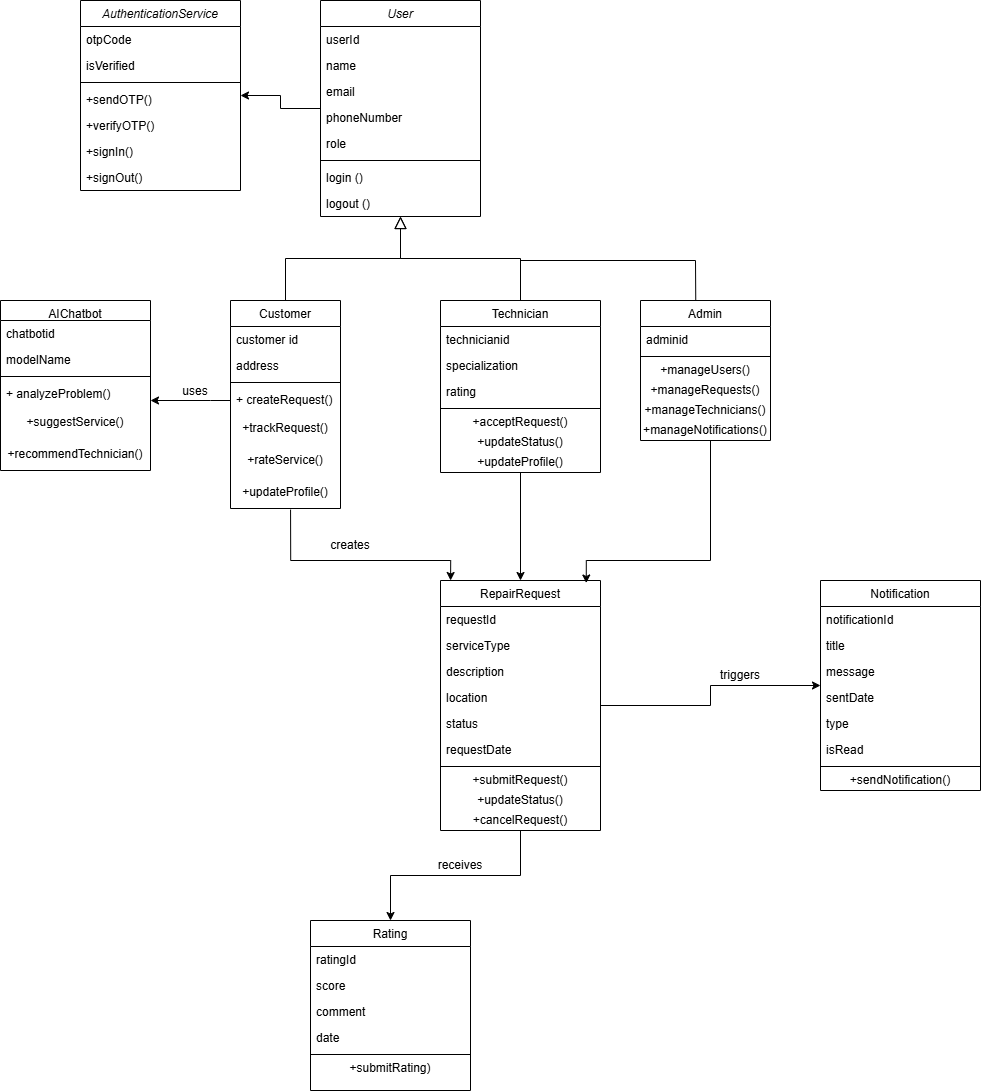 AuthenticationService
otpCode
isVerified
+sendOTP()
+verifyOTP()
+signIn()
+signOut()
User
userId
name
email
phoneNumber
role
login ()
logout ()
AIChatbot
chatbotid
modelName
+ analyzeProblem()
+suggestService()
+recommendTechnician()
uses
Customer
customer id
address
+ createRequest()
+trackRequest()
+rateService()
+updateProfile()
Technician
technicianid
specialization
rating
+acceptRequest()
+updateStatus()
+updateProfile()
Admin
adminid
+manageUsers()
+manageRequests()
+manageTechnicians()
+manageNotifications()
creates
RepairRequest
requestId
serviceType
description
location
status
requestDate
+submitRequest()
+updateStatus()
+cancelRequest()
triggers
Notification
notificationId
title
message
sentDate
type
isRead
+sendNotification()
receives
Rating
ratingId
score
comment
date
+submitRating)